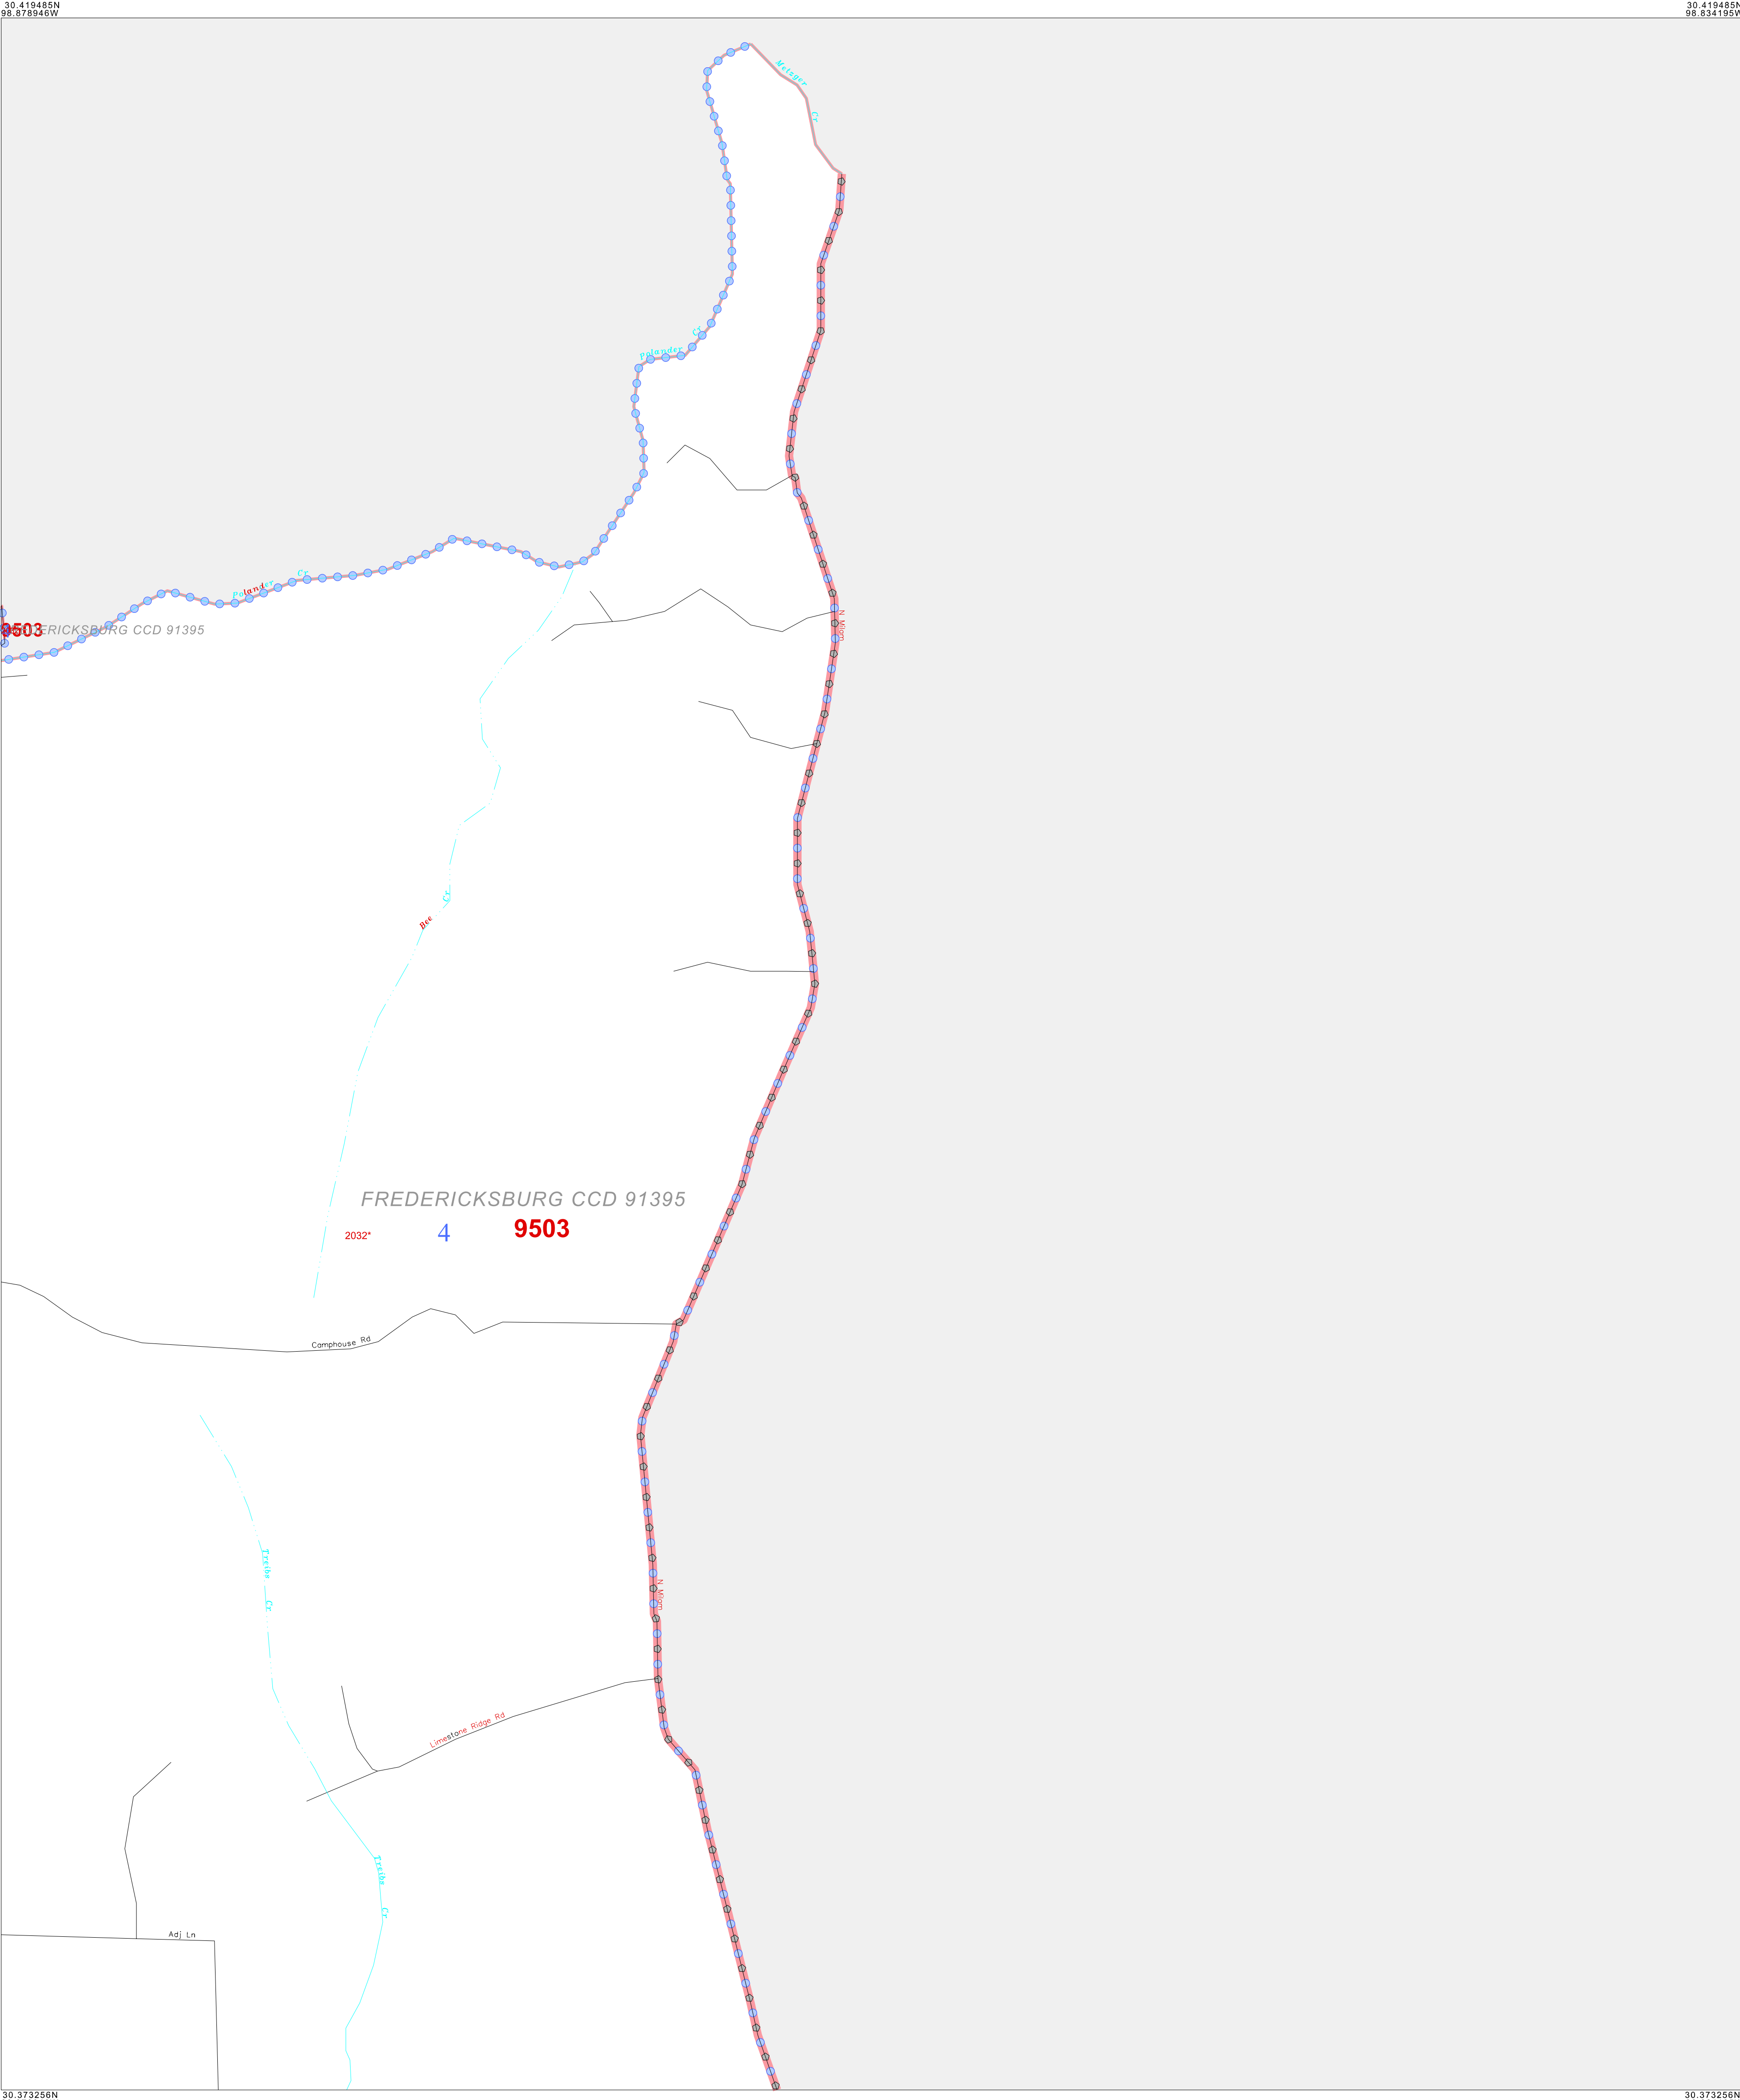 30.419485N
98.878946W
30.419485N
98.834195W
Metzger Cr
Polander Cr
Polander Cr
9503
FREDERICKSBURG CCD 91395
N Milam
Bee Cr
FREDERICKSBURG CCD 91395
2032*
4
9503
Camphouse Rd
Treibs Cr
N Milam
Limestone Ridge Rd
Treibs Cr
Adj Ln
30.373256N
30.373256N